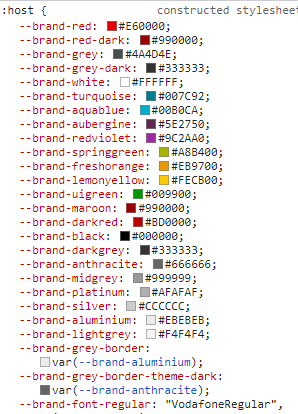 :host { constructed stylesheet
--brand-red: #E60000;
--brand-red-dark: #990000;
--brand-grey: #4A4D4E;
--brand-grey-dark: #333333;
--brand-white: #FFFFFF;
--brand-turquoise: #007C92;
--brand-aquablue: #00B0CA;
--brand-aubergine: #5E2750;
--brand-redviolet: #9C2AA0;
--brand-springgreen: #A8B400;
--brand-freshorange: #EB9700;
--brand-lemonyellow: #FECB00;
--brand-uigreen: #009900;
--brand-maroon: #990000;
--brand-darkred: #BD0000;
--brand-black: #000000;
--brand-darkgrey: #333333;
--brand-anthracite: #666666;
--brand-midgrey: #999999;
--brand-platinum: #AFAFAF;
--brand-silver: #CCCCCC;
--brand-aluminium: #EBEBEB;
--brand-lightgrey: #F4F4F4;
--brand-grey-border:
var(--brand-aluminium);
--brand-grey-border-theme-dark:
var(--brand-anthracite);
--brand-font-regular: "VodafoneRegular",